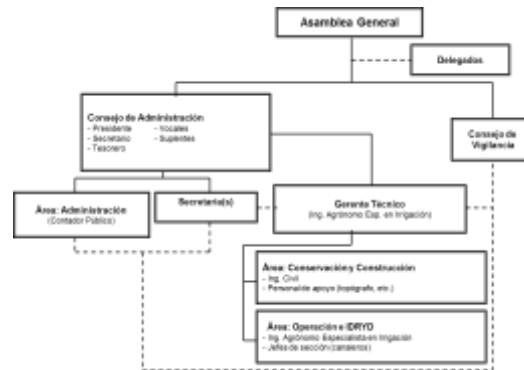 Asamblea General
Delegados
Consejo de Administración
- Presidente - Vocales
- Secretario - Suplentes
- Tesorero
Consejo de
Vigilancia
Área: Administración
(Contador Público)
Secretaria(s)
Gerente Técnico
(Ing. Agrónomo Esp. en Irrigación)
Área: Conservación y Construcción
- Ing. Civil
- Personal de apoyo (topógrafo, etc.)
Área: Operación e IDRYD
- Ing. Agrónomo Especialista en Irrigación
- Jefes de sección (canaleros)